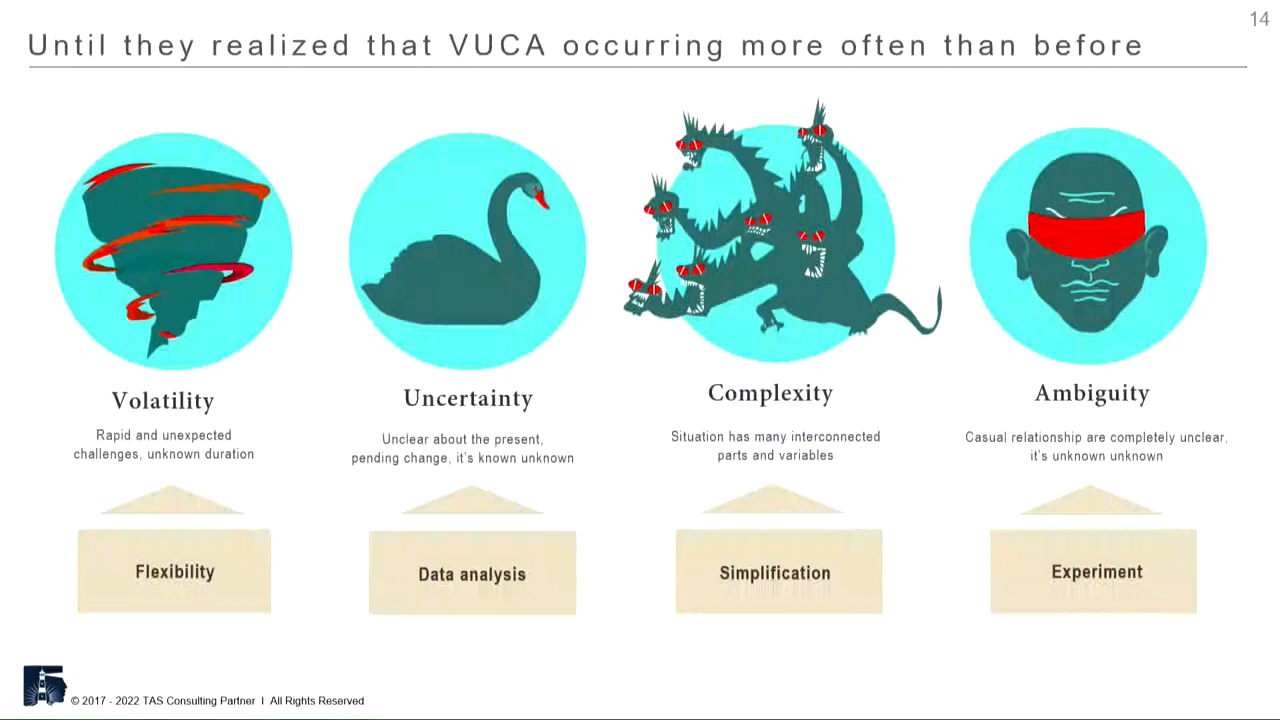 14
Until they realized that VUCA occurring more often than before
Volatility
Rapid and unexpected
challenges, unknown duration
Uncertainty
Unclear about the present,
pending change, it's known unknown
Complexity
Situation has many interconnected
parts and variables
Ambiguity
Casual relationship are completely unclear,
it's unknown unknown
Flexibility
Data analysis
Simplification
Experiment
© 2017 - 2022 TAS Consulting Partner I All Rights Reserved